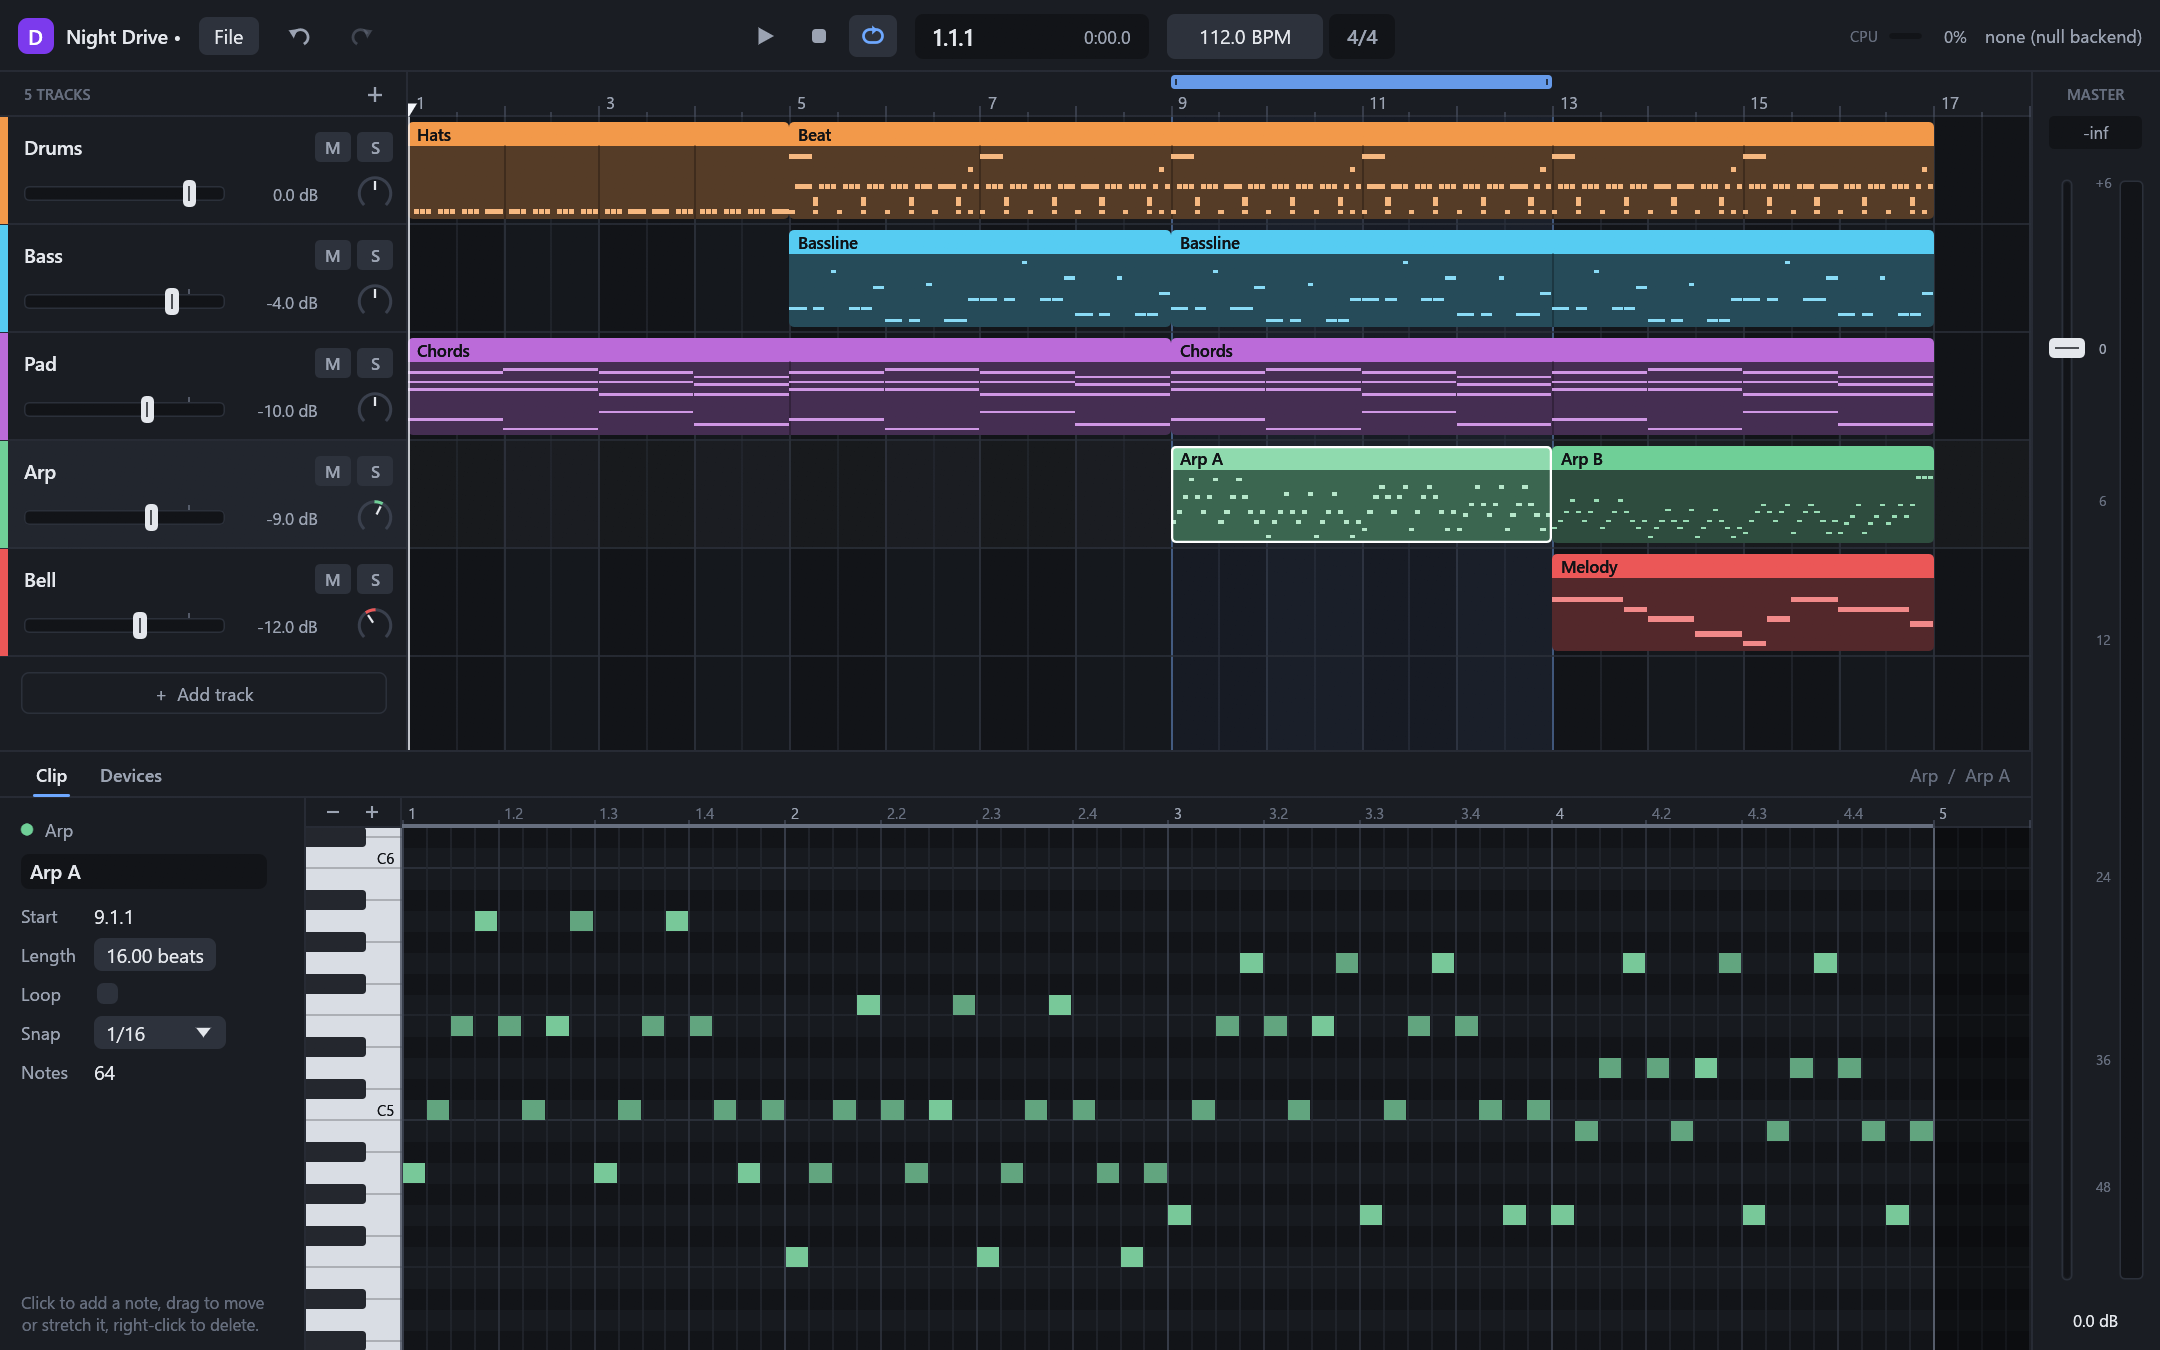 D Night Drive • File 1.1.1 0:00.0 112.0 BPM 4/4 CPU 0% none (null backend)
5 TRACKS + 1 3 5 7 9 11 13 15 17 MASTER
-inf
Drums M S
0.0 dB
Hats Beat
Bass M S
-4.0 dB
Bassline Bassline
Pad M S
-10.0 dB
Chords Chords
Arp M S
-9.0 dB
Arp A Arp B
Bell M S
-12.0 dB
Melody
+ Add track
+6
0
6
12
24
36
48
0.0 dB
Clip Devices Arp / Arp A
− + 1 1.2 1.3 1.4 2 2.2 2.3 2.4 3 3.2 3.3 3.4 4 4.2 4.3 4.4 5
Arp
Arp A
Start 9.1.1
Length 16.00 beats
Loop
Snap 1/16
Notes 64
C6
C5
Click to add a note, drag to move
or stretch it, right-click to delete.